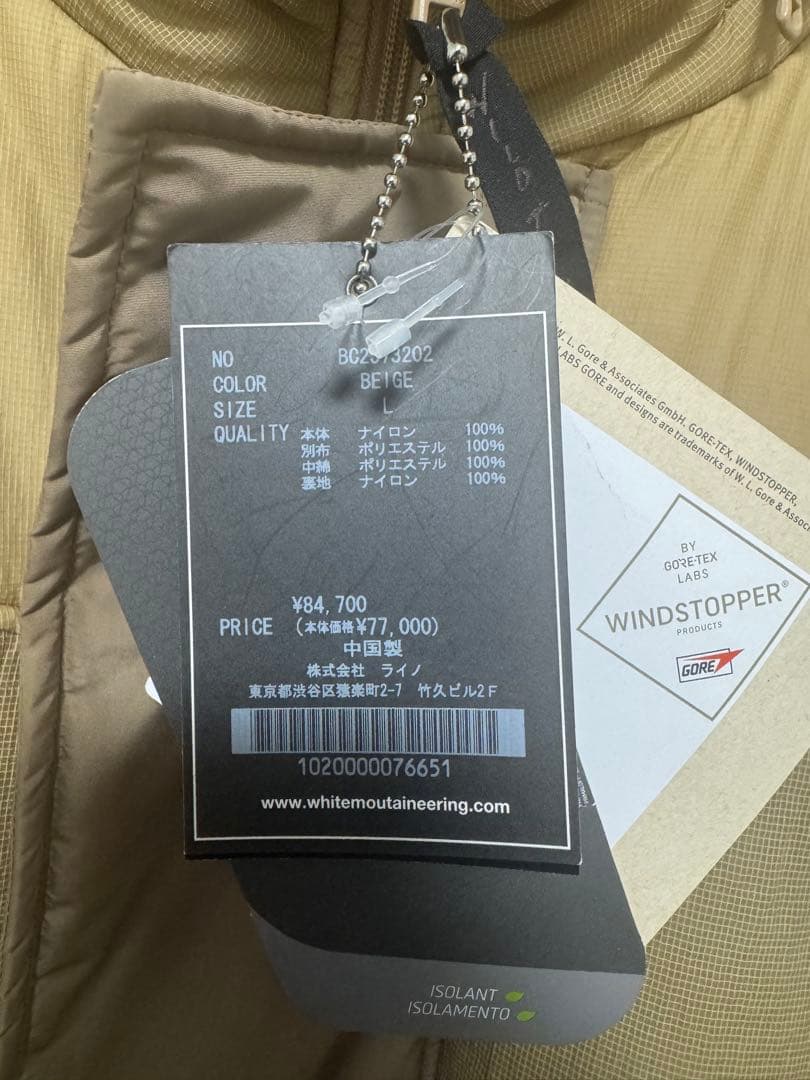 NO
COLOR BEIGE
SIZE L
QUALITY 本体 ナイロン 100%
別布 ポリエステル 100%
中綿 ポリエステル 100%
裏地 ナイロン 100%
¥84,700
PRICE (本体価格¥77,000)
中国製
株式会社 ライノ
東京都渋谷区猿楽町2-7 竹久ビル2F
1020000076651
www.whitemoutaineering.com
W. L. Gore & Associates GmbH. GORE-TEX, WINDSTOPPER,
LABS GORE and designs are trademarks of W. L. Gore &
BY
GORE-TEX
LABS
WINDSTOPPER®
PRODUCTS
GORE
ISOLANT
ISOLAMENTO